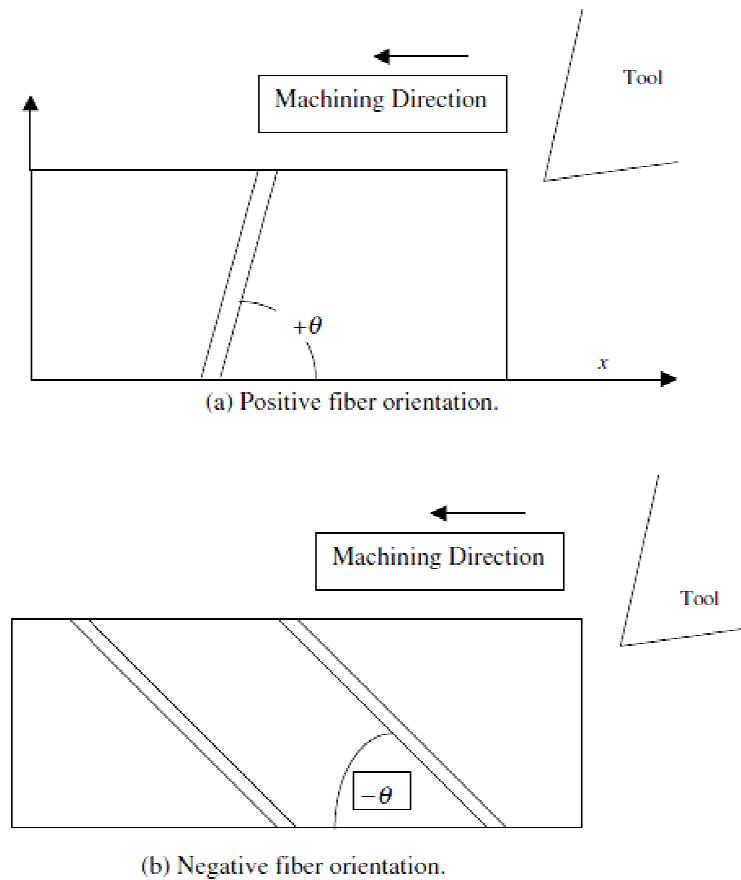 Tool
Machining Direction
+θ
x
(a) Positive fiber orientation.
Machining Direction
Tool
−θ
(b) Negative fiber orientation.